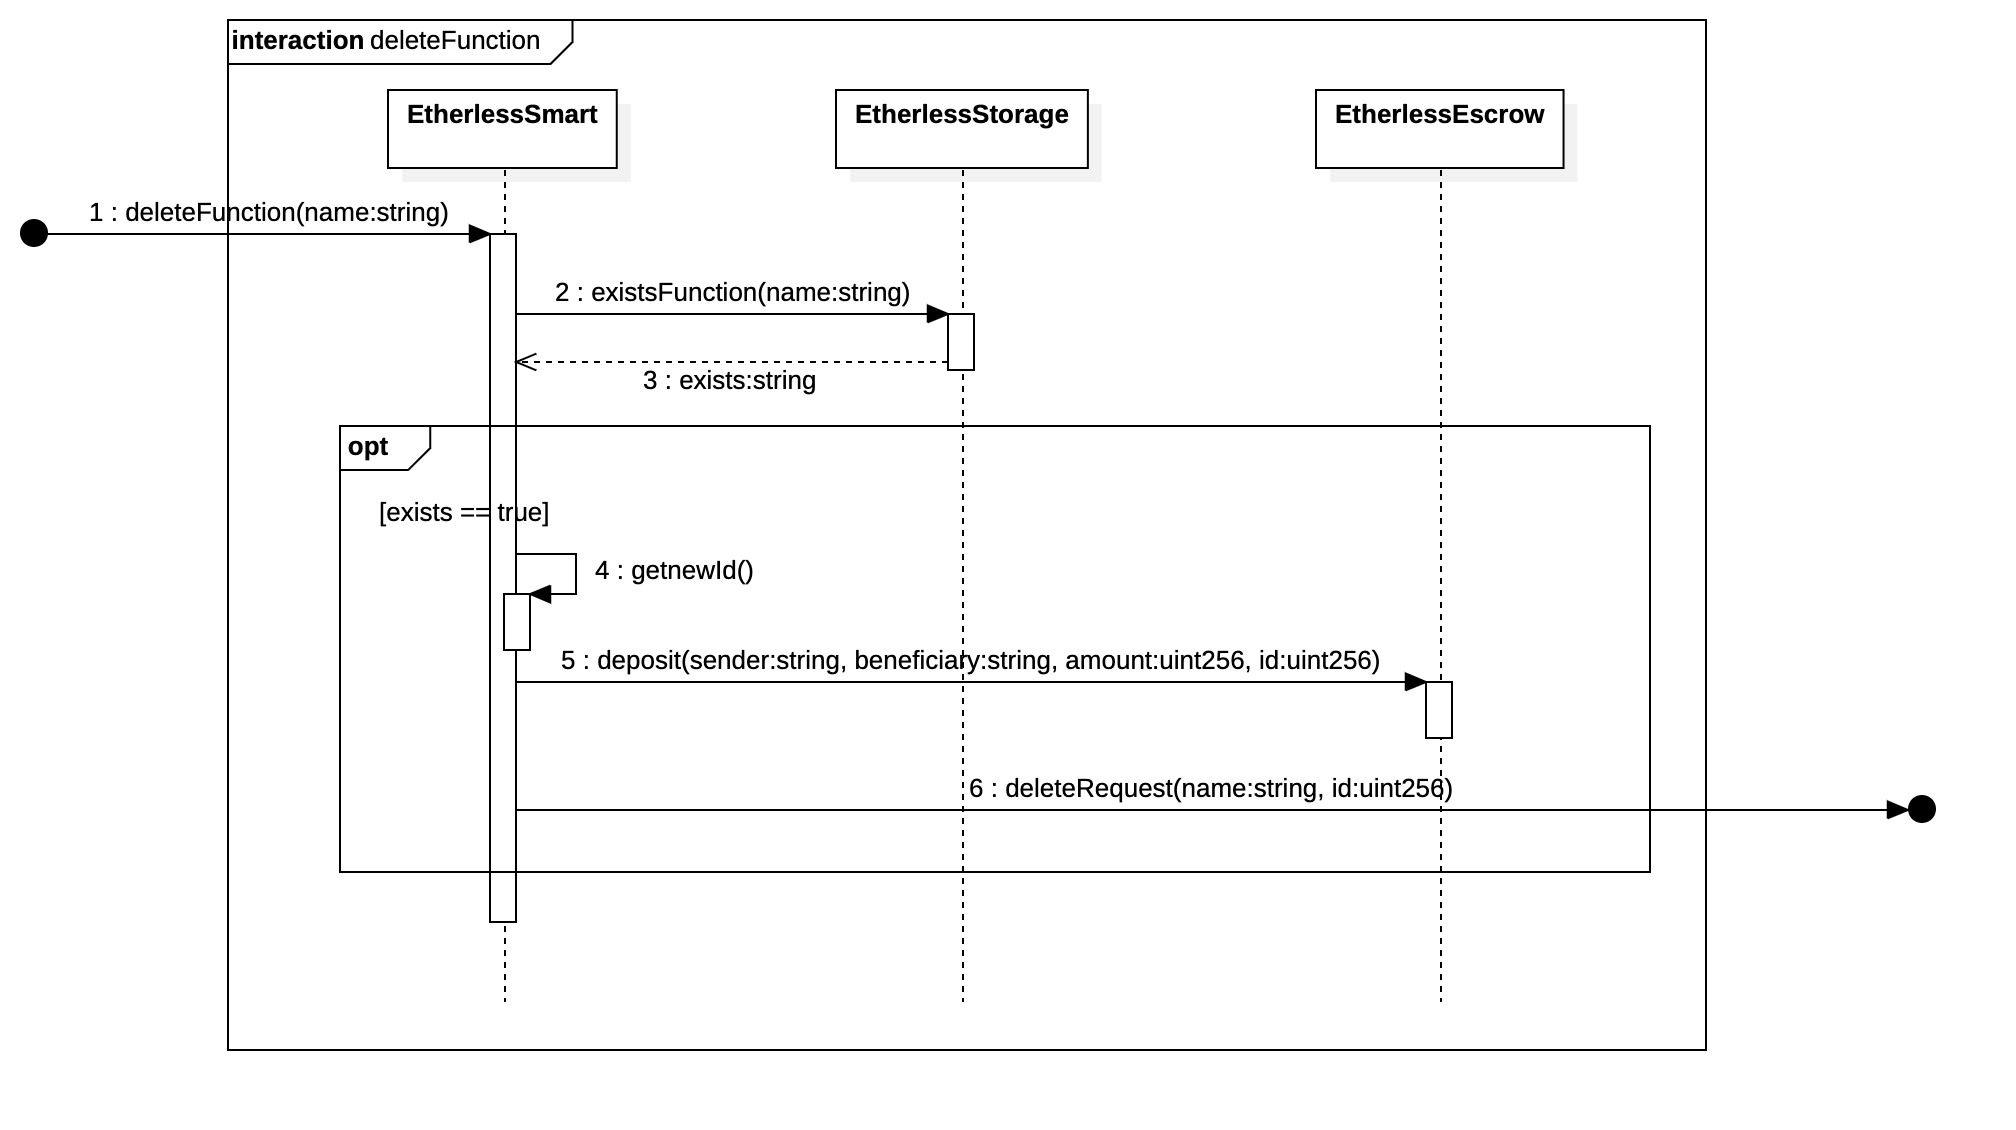 interaction deleteFunction
EtherlessSmart
EtherlessStorage
EtherlessEscrow
1 : deleteFunction(name:string)
2 : existsFunction(name:string)
3 : exists:string
opt
[exists == true]
4 : getnewId()
5 : deposit(sender:string, beneficiary:string, amount:uint256, id:uint256)
6 : deleteRequest(name:string, id:uint256)